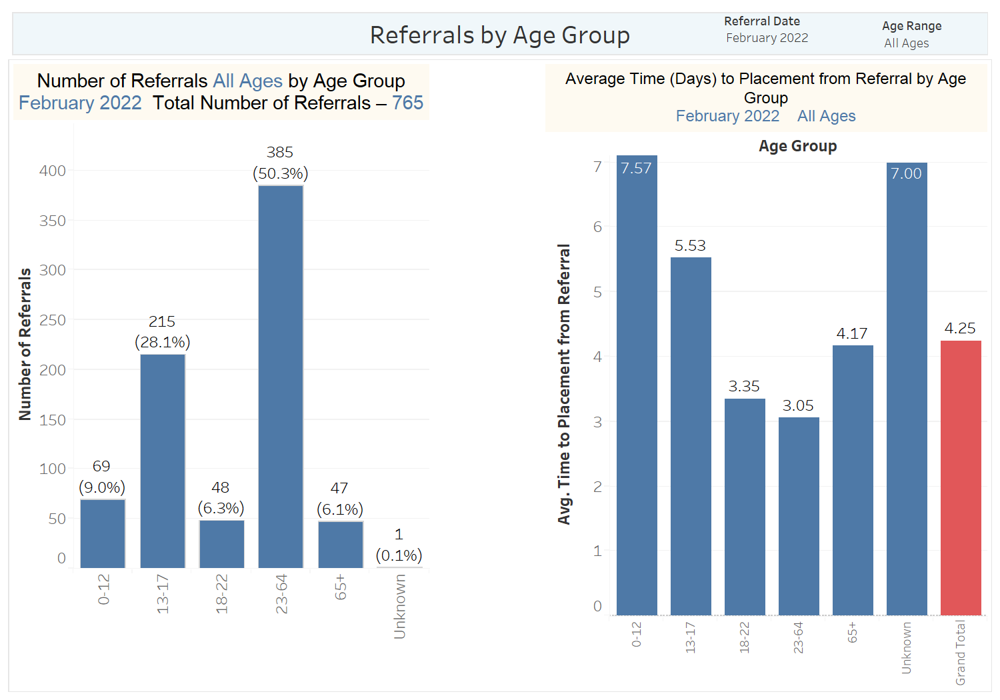 Referrals by Age Group
Referral Date
February 2022
Age Range
All Ages
Number of Referrals All Ages by Age Group
February 2022 Total Number of Referrals – 765
Number of Referrals
400
350
300
250
200
150
100
50
0
69
(9.0%)
215
(28.1%)
48
(6.3%)
385
(50.3%)
47
(6.1%)
1
(0.1%)
0-12
13-17
18-22
23-64
65+
Unknown
Average Time (Days) to Placement from Referral by Age
Group
February 2022 All Ages
Age Group
Avg. Time to Placement from Referral
7
6
5
4
3
2
1
0
7.57
5.53
3.35
3.05
4.17
7.00
4.25
0-12
13-17
18-22
23-64
65+
Unknown
Grand Total